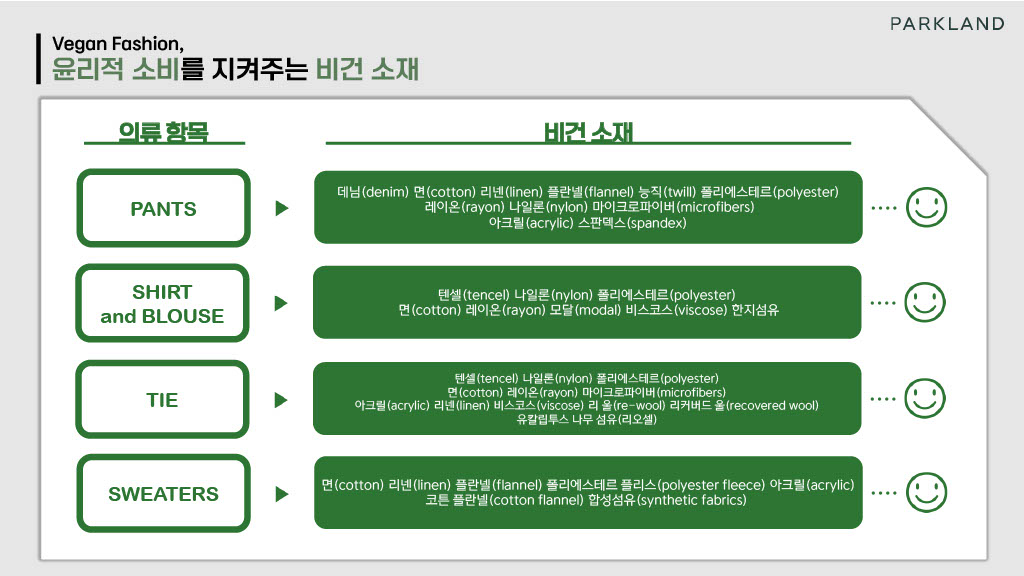 PARKLAND
Vegan Fashion,
윤리적 소비를 지켜주는 비건 소재
의류 항목
비건 소재
PANTS
데님(denim) 면(cotton) 리넨(linen) 플란넬(flannel) 능직(twill) 폴리에스테르(polyester)
레이온(rayon) 나일론(nylon) 마이크로파이버(microfibers)
아크릴(acrylic) 스판덱스(spandex)
SHIRT
and BLOUSE
텐셀(tencel) 나일론(nylon) 폴리에스테르(polyester)
면(cotton) 레이온(rayon) 모달(modal) 비스코스(viscose) 한지섬유
TIE
텐셀(tencel) 나일론(nylon) 폴리에스테르(polyester)
면(cotton) 레이온(rayon) 마이크로파이버(microfibers)
아크릴(acrylic) 리넨(linen) 비스코스(viscose) 리 울(re-wool) 리커버드 울(recovered wool)
유칼립투스 나무 섬유(리오셀)
SWEATERS
면(cotton) 리넨(linen) 플란넬(flannel) 폴리에스테르 플리스(polyester fleece) 아크릴(acrylic)
코튼 플란넬(cotton flannel) 합성섬유(synthetic fabrics)